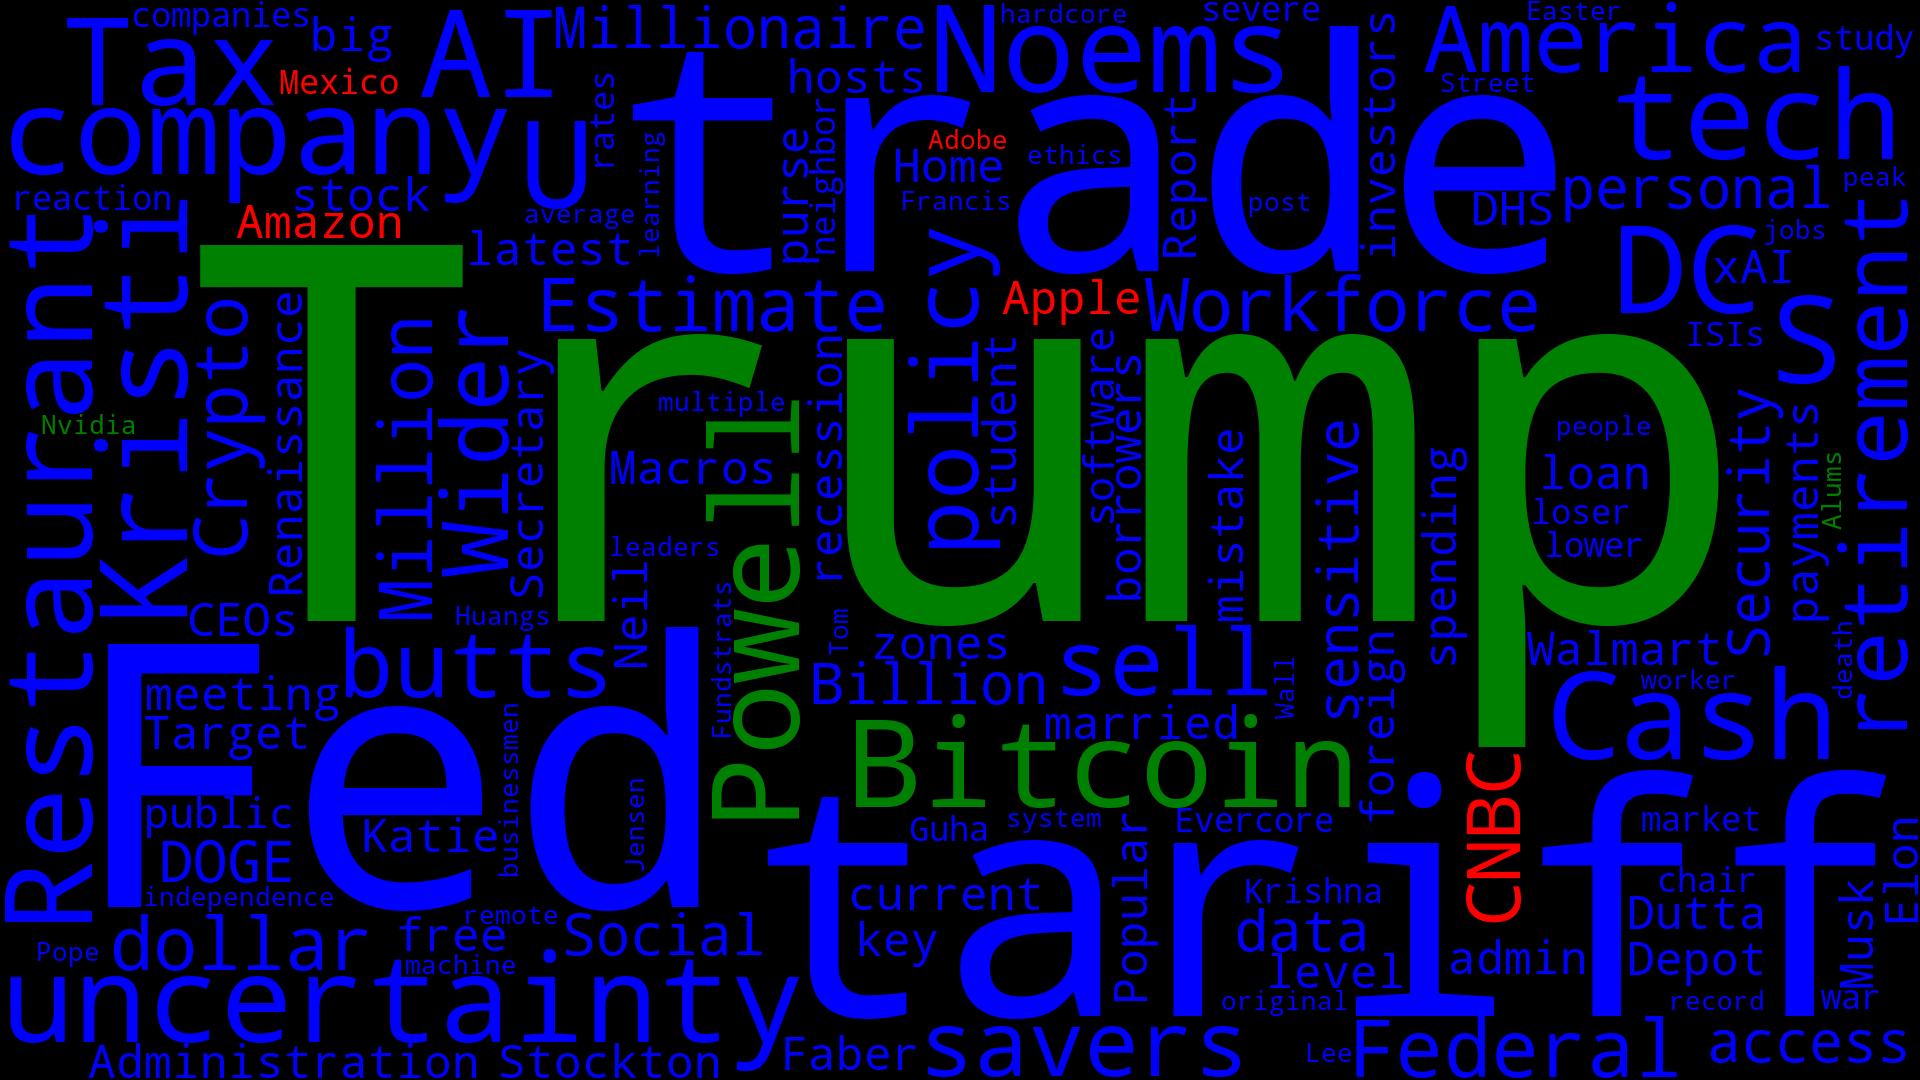 companies
Tax
big
Mexico
AI
Millionaire
hardcore
severe
Easter
Noems
America
study
hosts
Street
tech
company
U
rates
trade
investors
learning
purse
neighbor
Adobe
Home
ethics
Francis
Report
post
DHS
personal
peak
reaction
stock
Amazon
average
latest
policy
DC
jobs
xAI
Restaurant
Kristi
Crypto
Renaissance
Trump
Estimate
Apple
Workforce
ISIs
S
retirement
Million
Wider
Secretary
Nvidia
multiple
Macros
Powell
recession
student
software
borrowers
mistake
sensitive
spending
people
loan
loser
lower
Security
payments
Alums
leaders
Neil
CEOs
Huangs
Fundstrats
Tom
zones
sell
Wall
foreign
Walmart
worker
death
Fed
butts
meeting
Target
Billion
married
Bitcoin
Cash
businessmen
Jensen
CNBC
public
Katie
DOGE
independence
tariff
Guha
system
Evercore
market
Popular
current
key
Krishna
data
level
original
chair
Dutta
admin
Depot
record
Musk
Elon
war
remote
Pope
dollar
free
machine
Social
uncertainty
Administration
Stockton
Faber
savers
Lee
Federal
access